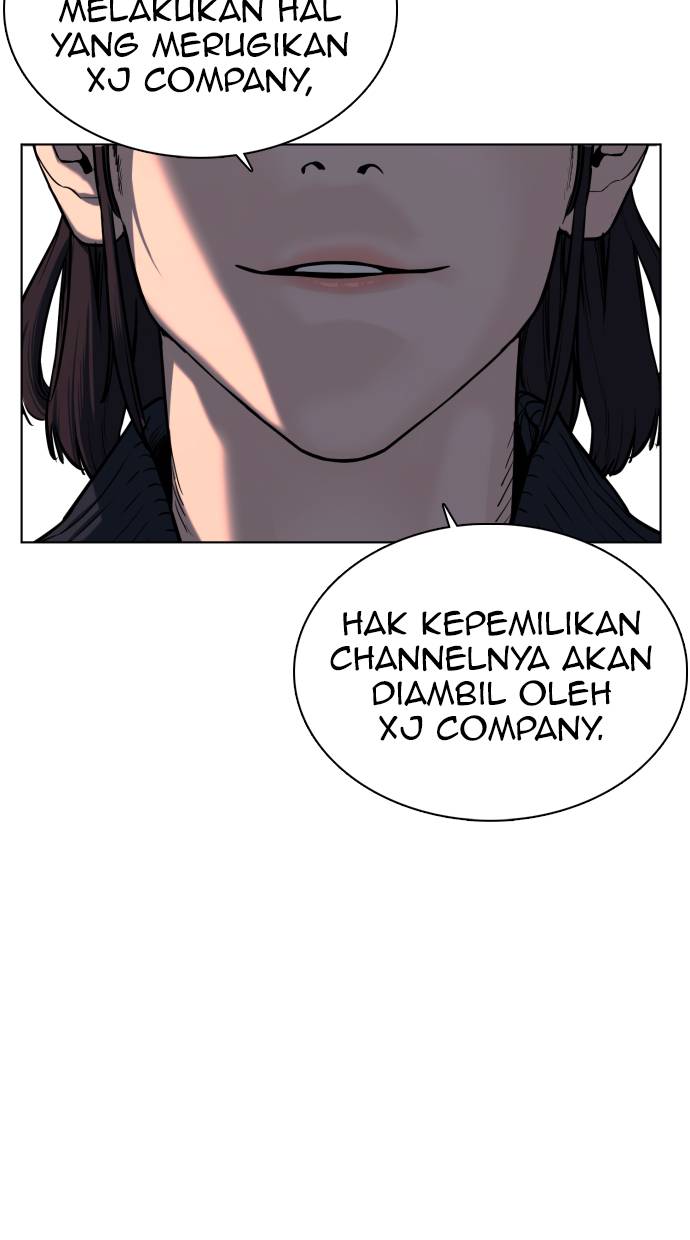 MELAKUKAN HAL
YANG MERUGIKAN
XJ COMPANY,
HAK KEPEMILIKAN
CHANNELNYA AKAN
DIAMBIL OLEH
XJ COMPANY.